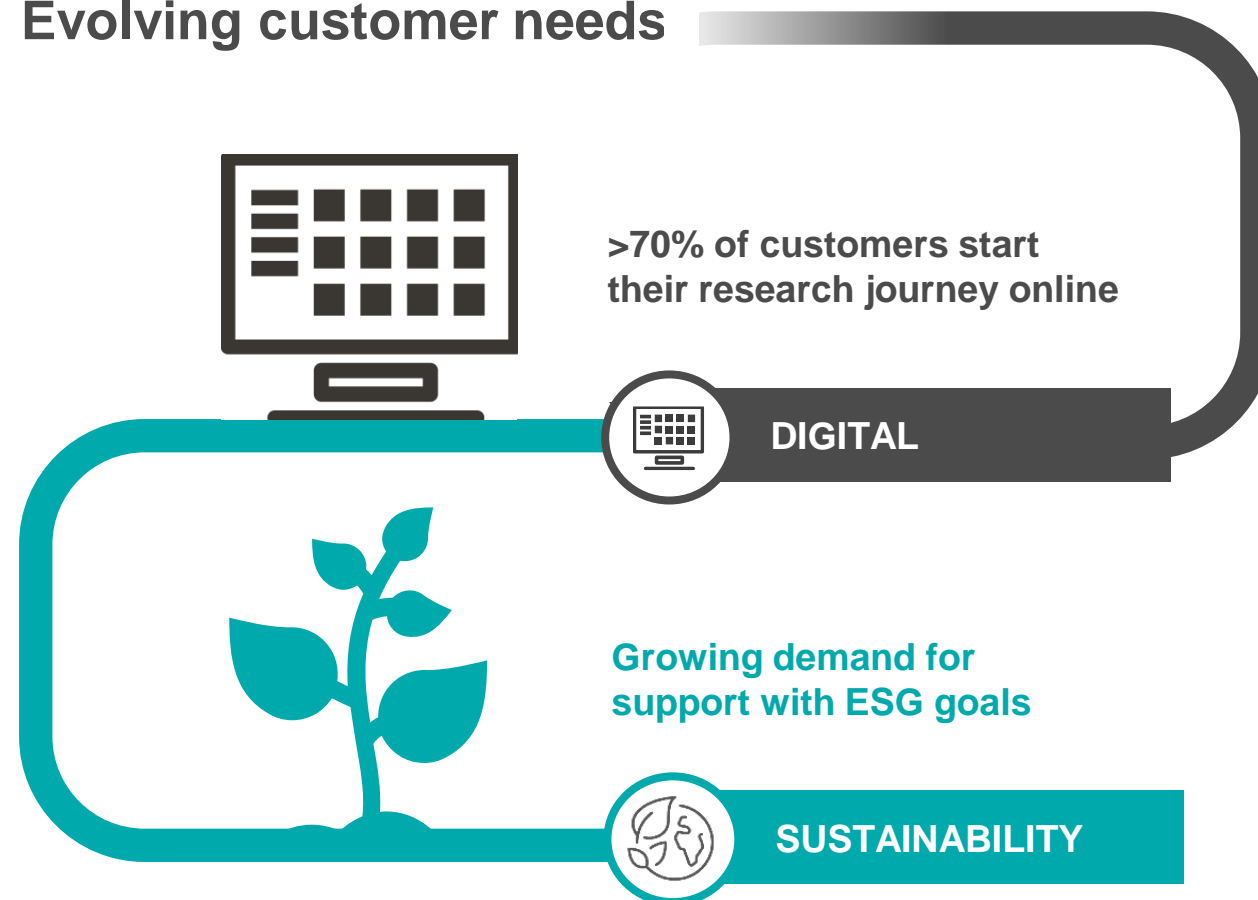 Evolving customer needs
>70% of customers start
their research journey online
DIGITAL
Growing demand for
support with ESG goals
SUSTAINABILITY